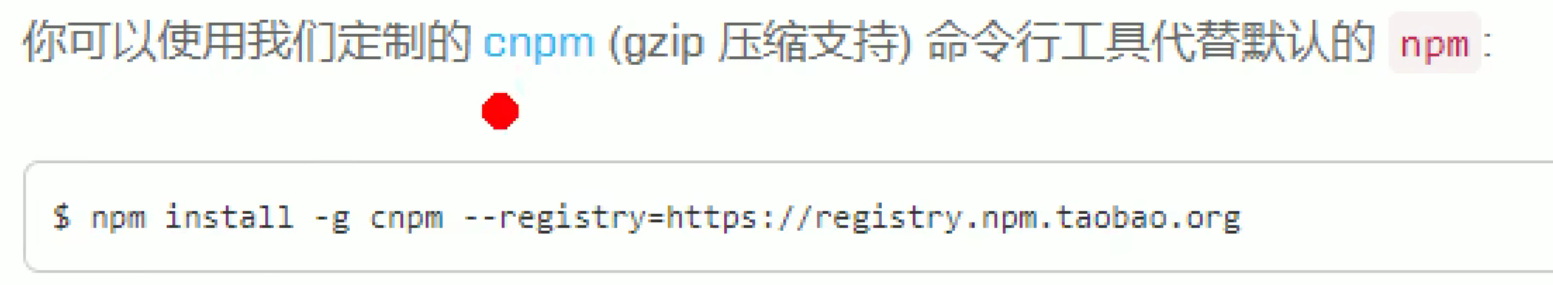 你可以使用我们定制的 cnpm (gzip 压缩支持) 命令行工具代替默认的 npm:
$ npm install -g cnpm --registry=https://registry.npm.taobao.org